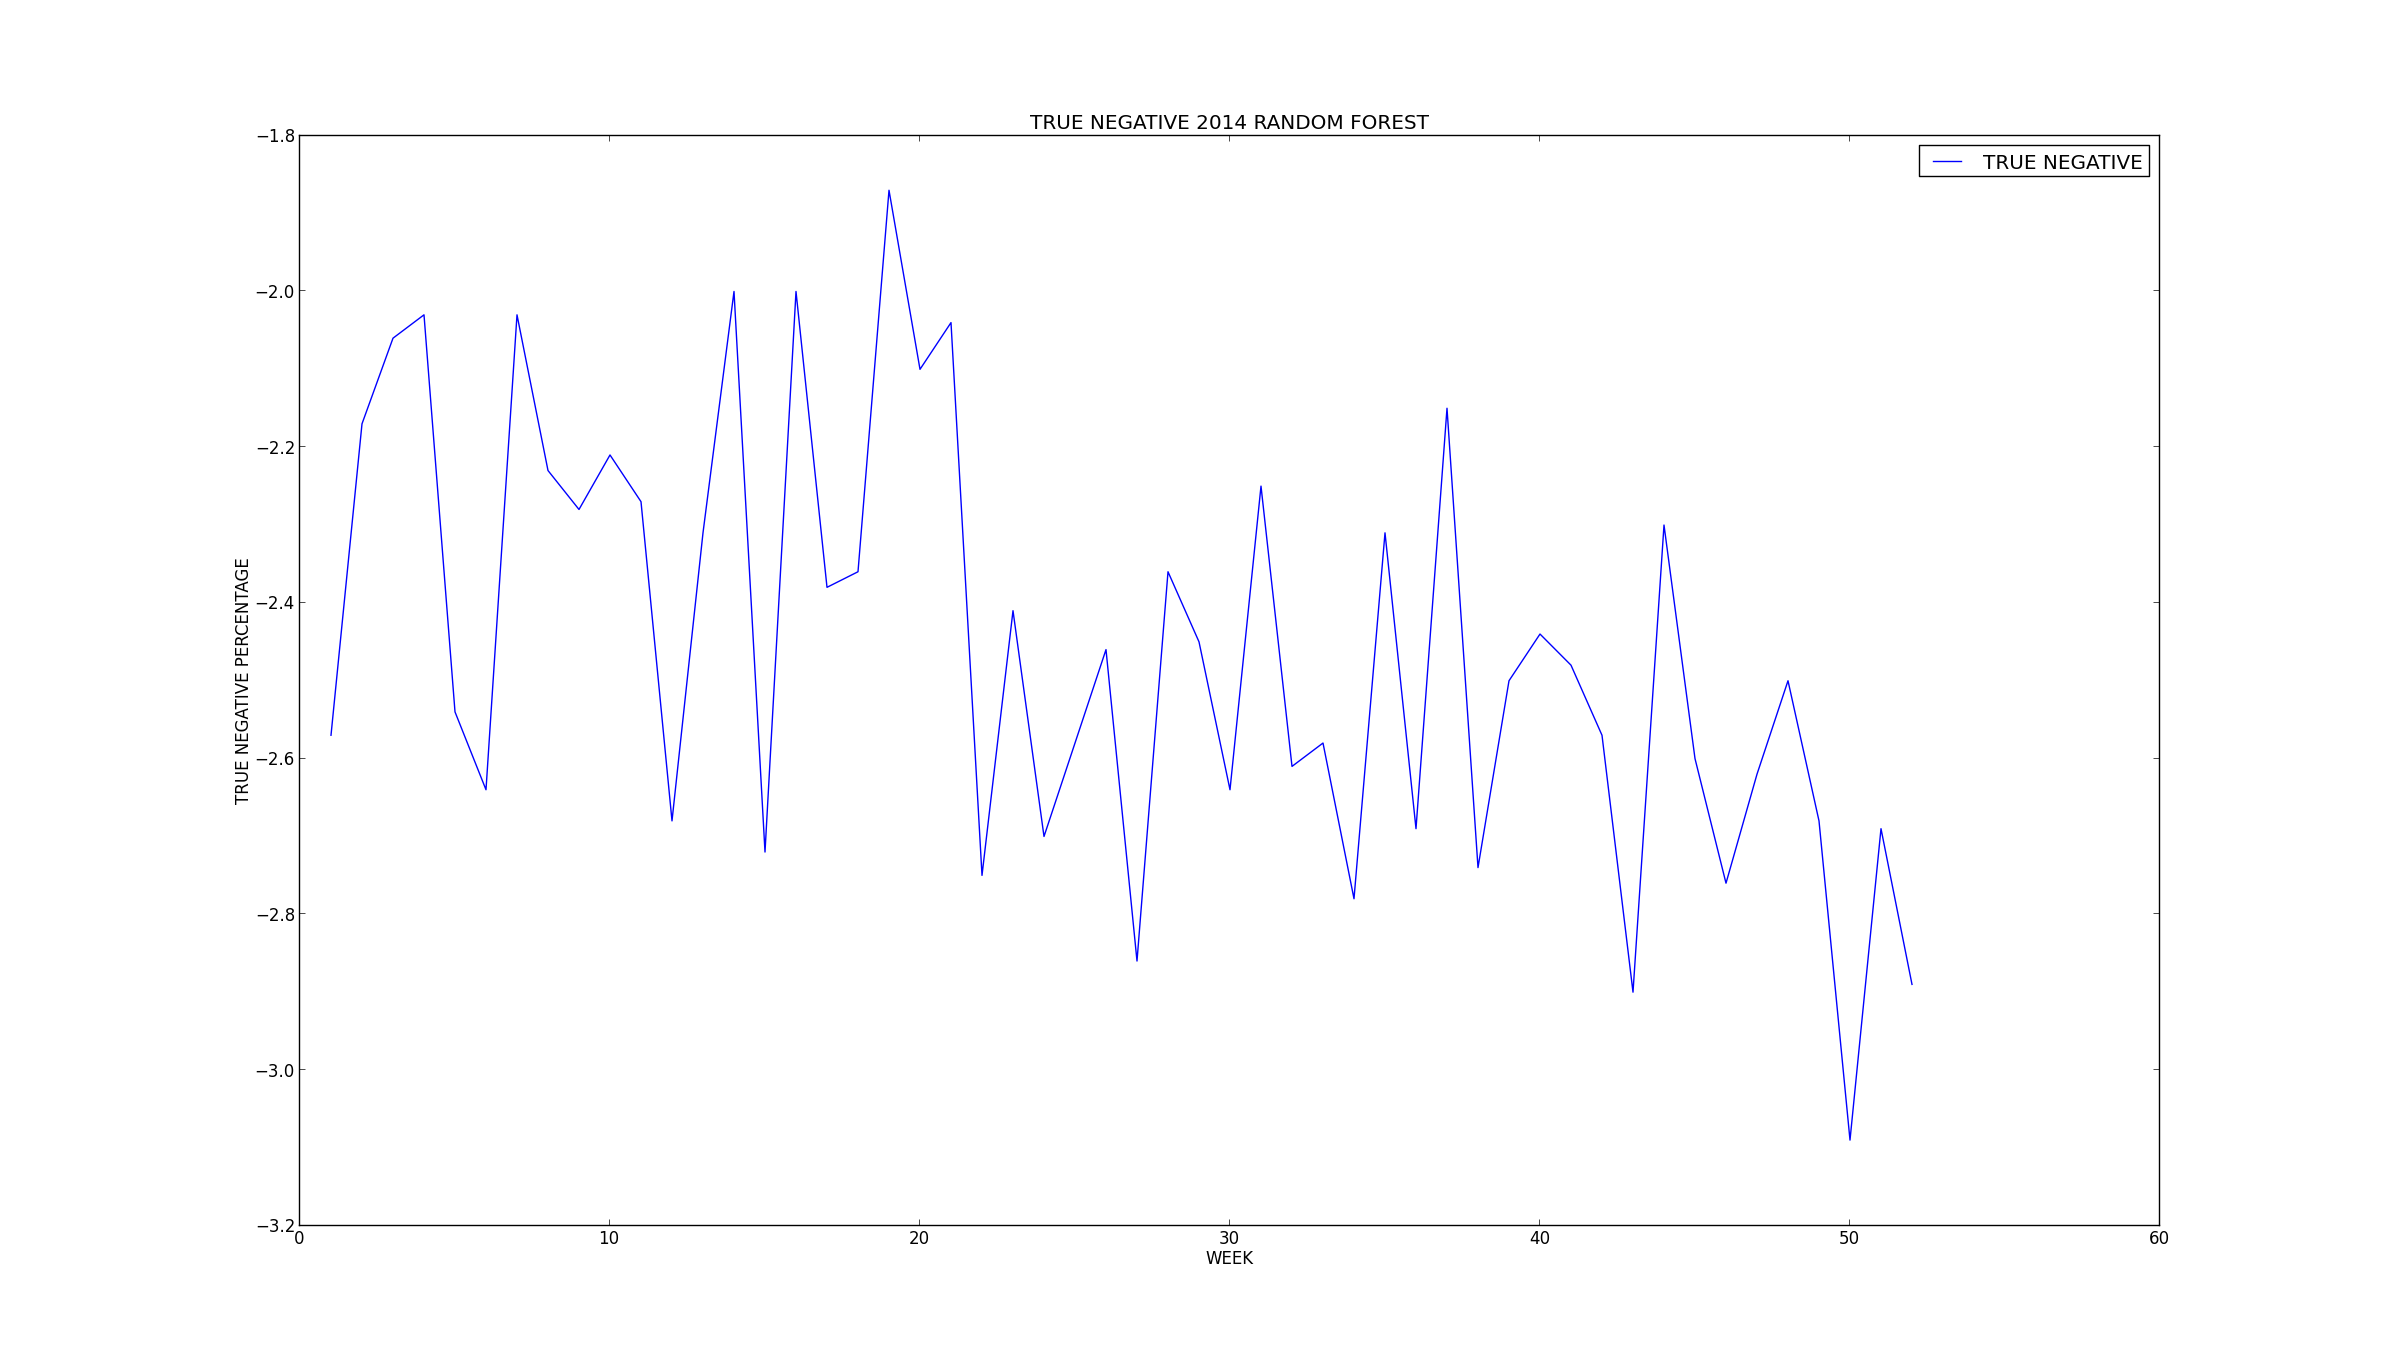 TRUE NEGATIVE 2014 RANDOM FOREST
TRUE NEGATIVE
TRUE NEGATIVE PERCENTAGE
−1.8
−2.0
−2.2
−2.4
−2.6
−2.8
−3.0
−3.2
0 10 20 30 40 50 60
WEEK